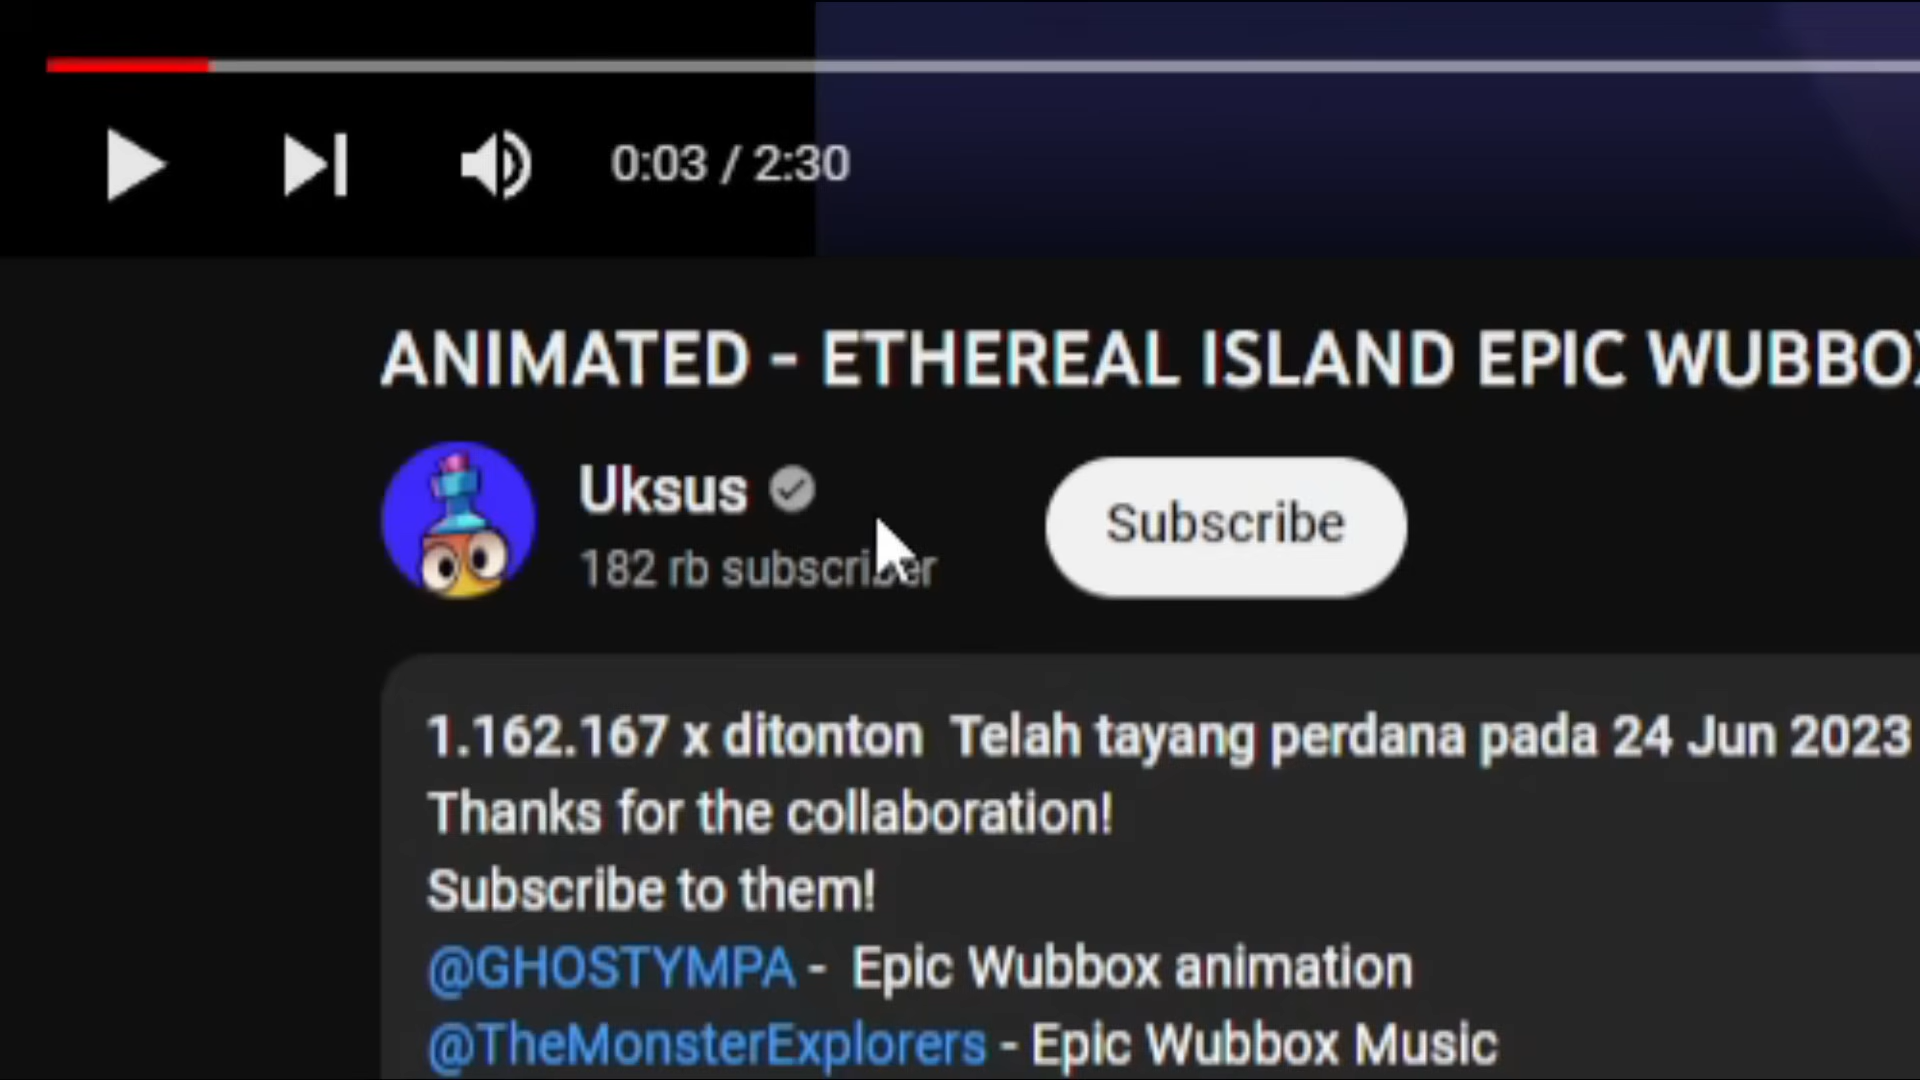 0:03 / 2:30
ANIMATED - ETHEREAL ISLAND EPIC WUBBOX
Uksus
182 rb subscriber
Subscribe
1.162.167 x ditonton Telah tayang perdana pada 24 Jun 2023
Thanks for the collaboration!
Subscribe to them!
@GHOSTYMPA - Epic Wubbox animation
@TheMonsterExplorers - Epic Wubbox Music